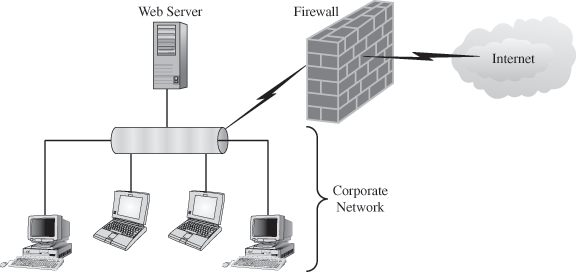 Web Server
Firewall
Internet
Corporate
Network